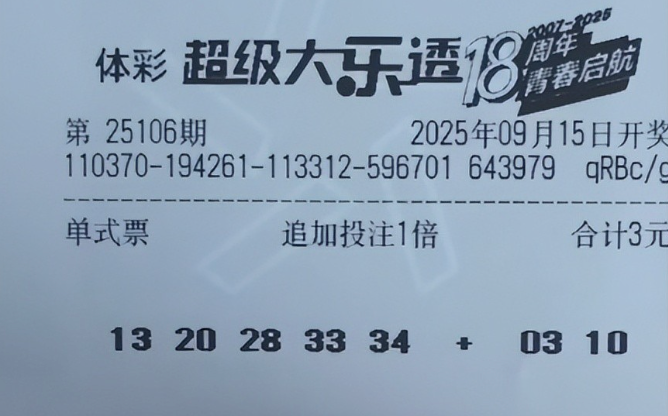 体彩 超级大乐透 18 2007-2025 周年 青春启航
第 25106期 2025年09月15日开奖
110370-194261-113312-596701 643979 qRBc/g
单式票 追加投注1倍 合计3元
13 20 28 33 34 + 03 10